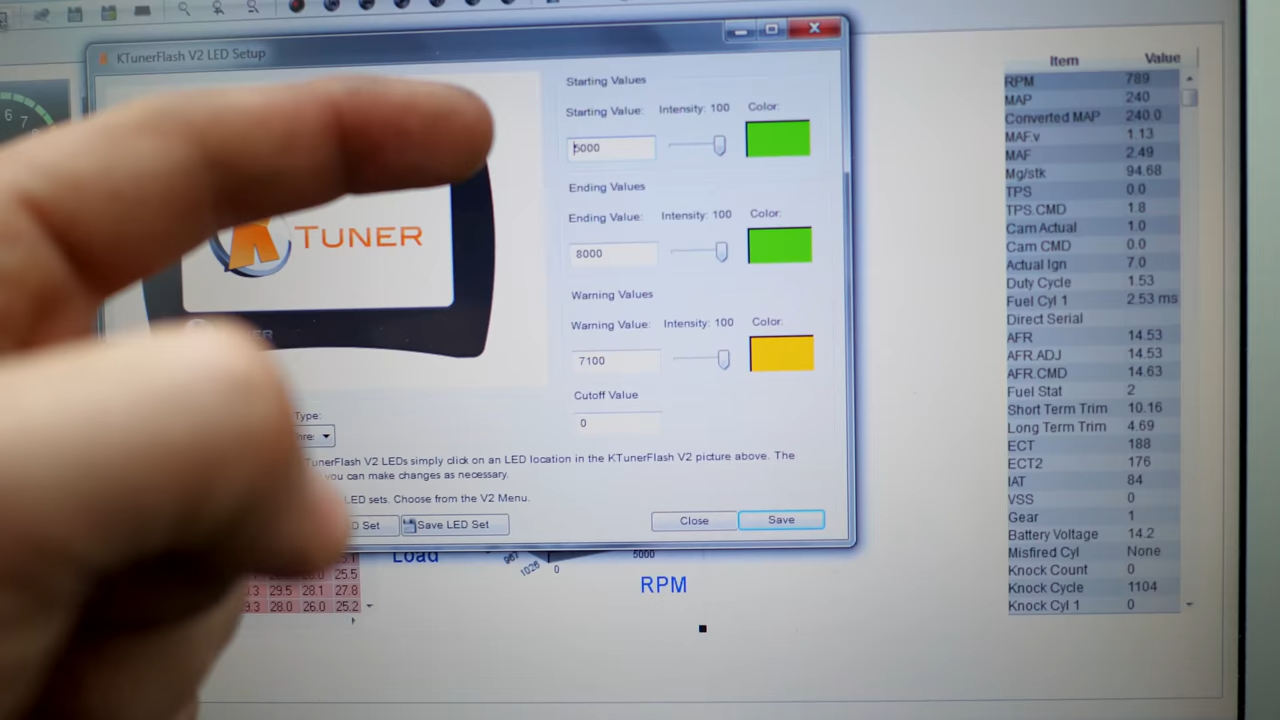 KTunerFlash V2 LED Setup
Starting Values
Starting Value: Intensity: 100 Color:
5000
Ending Values
Ending Value: Intensity: 100 Color:
8000
Warning Values
Warning Value: Intensity: 100 Color:
7100
Cutoff Value
0
TUNER
Type:
TunerFlash V2 LEDs simply click on an LED location in the KTunerFlash V2 picture above. The
you can make changes as necessary.
LED sets. Choose from the V2 Menu.
Set
Save LED Set
Close
Save
Load
1026
0
5000
RPM
25.5
29.5 28.1 27.8
28.0 26.0 25.2
6
7
Item Value
RPM 789
MAP 240
Converted MAP 240.0
MAF.v 1.13
MAF 2.49
Mg/stk 94.68
TPS 0.0
TPS.CMD 1.8
Cam Actual 1.0
Cam CMD 0.0
Actual Ign 7.0
Duty Cycle 1.53
Fuel Cyl 1 2.53 ms
Direct Serial
AFR 14.53
AFR.ADJ 14.53
AFR.CMD 14.63
Fuel Stat 2
Short Term Trim 10.16
Long Term Trim 4.69
ECT 188
ECT2 176
IAT 84
VSS 0
Gear 1
Battery Voltage 14.2
Misfired Cyl None
Knock Count 0
Knock Cycle 1104
Knock Cyl 1 0